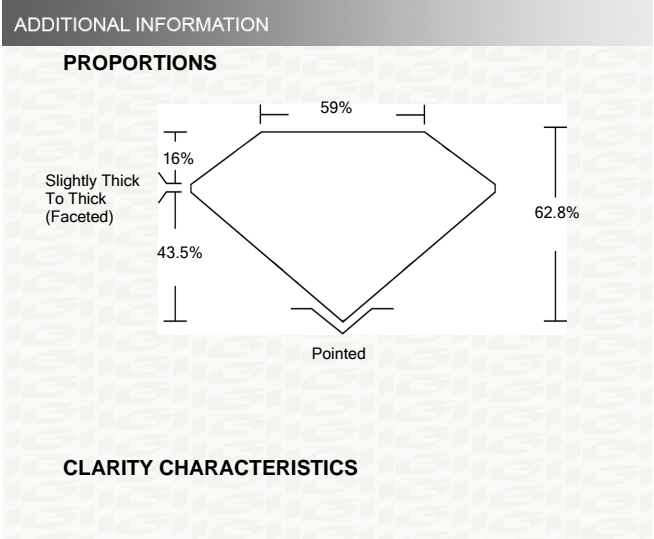 ADDITIONAL INFORMATION
PROPORTIONS
59%
16%
Slightly Thick
To Thick
(Faceted)
62.8%
43.5%
Pointed
CLARITY CHARACTERISTICS